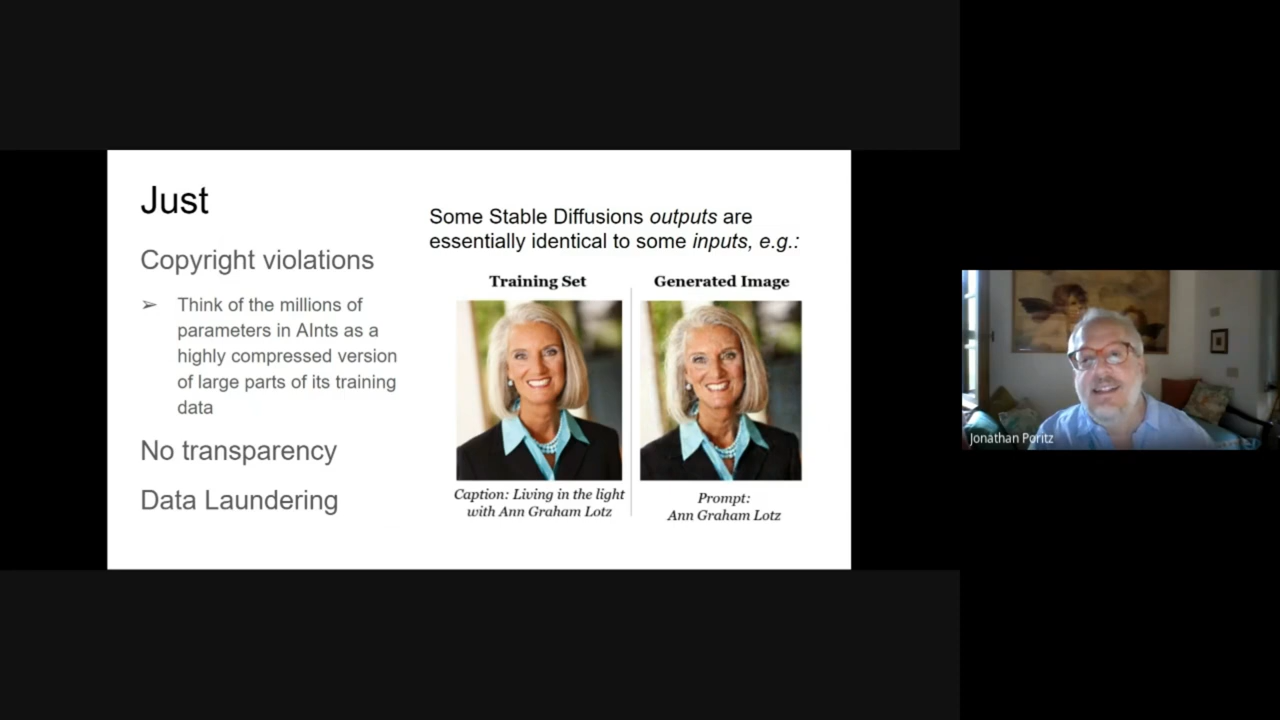 Just
Copyright violations
➢ Think of the millions of
parameters in AInts as a
highly compressed version
of large parts of its training
data
No transparency
Data Laundering
Some Stable Diffusions outputs are
essentially identical to some inputs, e.g.:
Training Set
Generated Image
Caption: Living in the light
with Ann Graham Lotz
Prompt:
Ann Graham Lotz
Jonathan Poritz